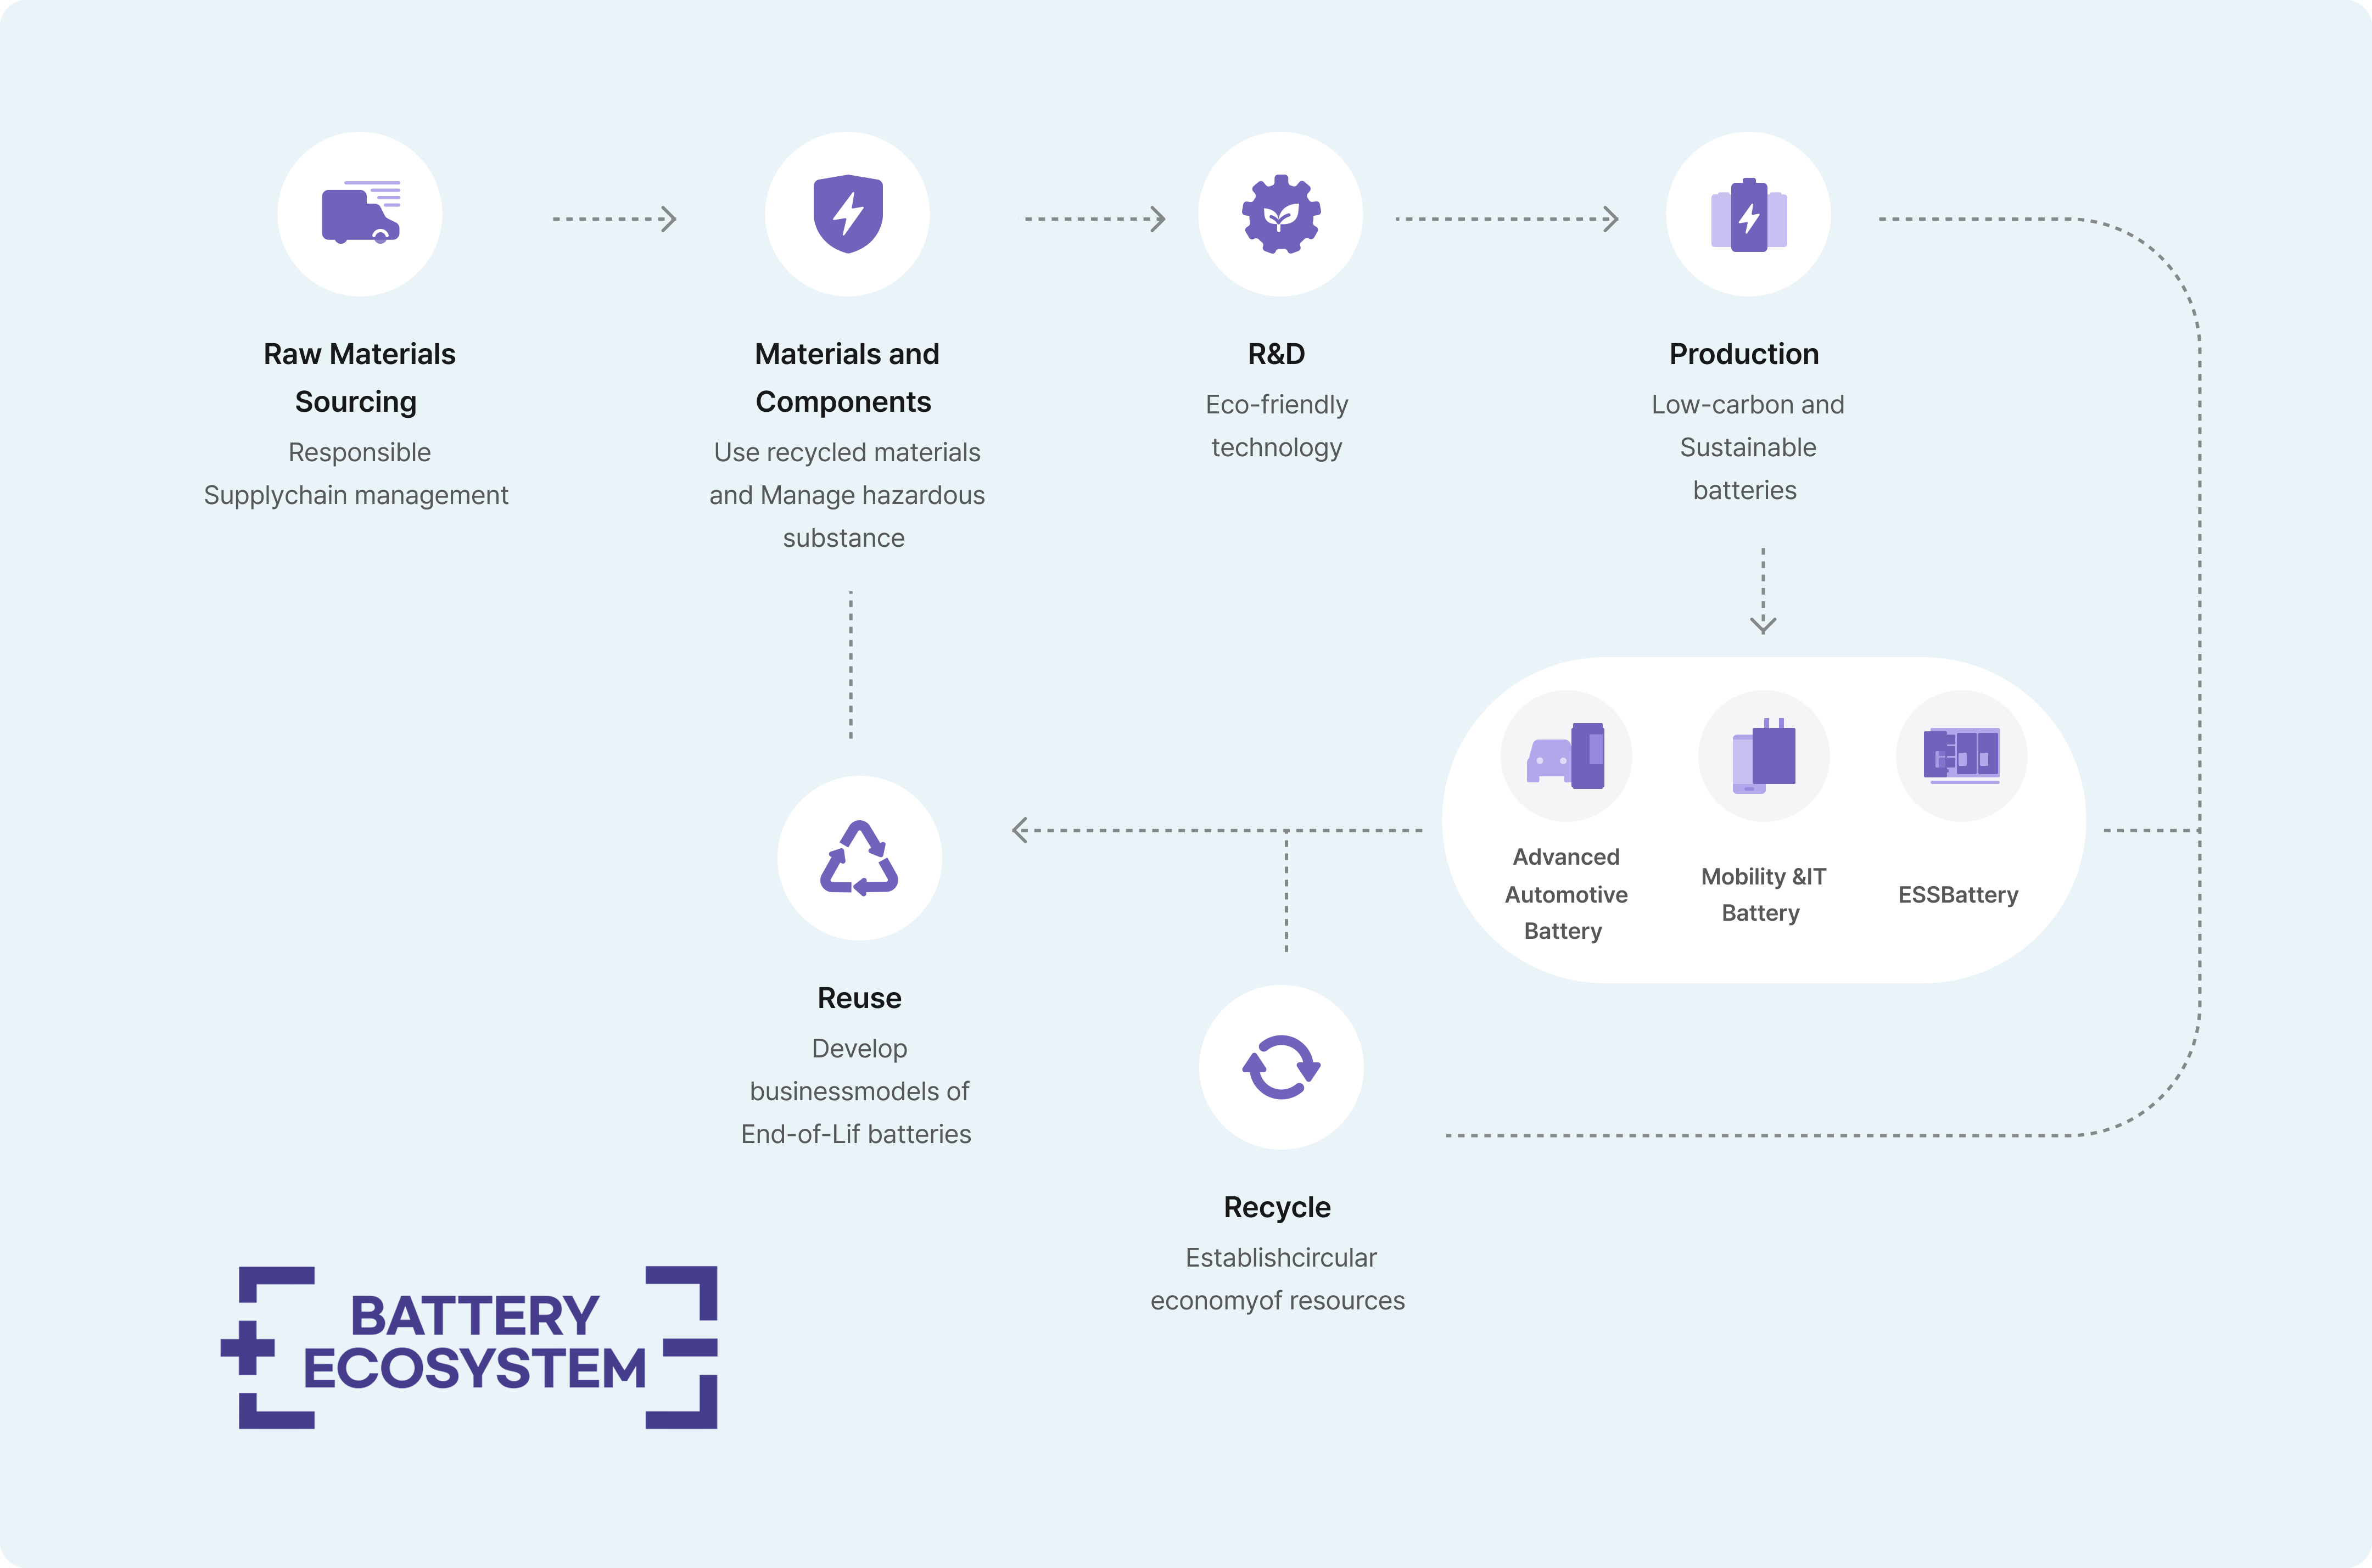 Raw Materials
Sourcing
Responsible
Supplychain management
Materials and
Components
Use recycled materials
and Manage hazardous
substance
R&D
Eco-friendly
technology
Production
Low-carbon and
Sustainable
batteries
Advanced
Automotive
Battery
Mobility &IT
Battery
ESSBattery
Reuse
Develop
businessmodels of
End-of-Lif batteries
Recycle
Establishcircular
economyof resources
BATTERY
ECOSYSTEM